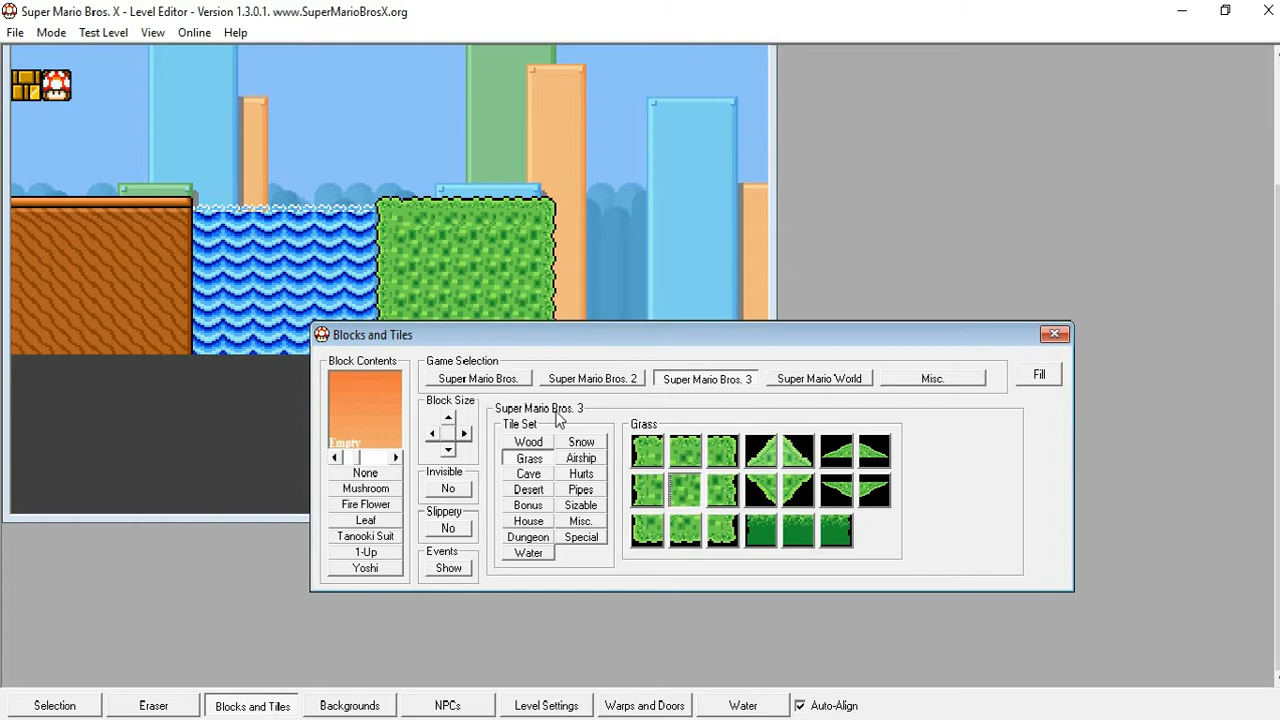 Super Mario Bros. X - Level Editor - Version 1.3.0.1. www.SuperMarioBrosX.org
File Mode Test Level View Online Help
Blocks and Tiles
Block Contents
Empty
None
Mushroom
Fire Flower
Leaf
Tanooki Suit
1-Up
Yoshi
Block Size
Invisible
No
Slippery
No
Events
Show
Game Selection
Super Mario Bros. Super Mario Bros. 2 Super Mario Bros. 3 Super Mario World Misc.
Fill
Super Mario Bros. 3
Tile Set
Wood Snow
Grass Airship
Cave Hurts
Desert Pipes
Bonus Sizable
House Misc.
Dungeon Special
Water
Grass
Selection Eraser Blocks and Tiles Backgrounds NPCs Level Settings Warps and Doors Water Auto-Align